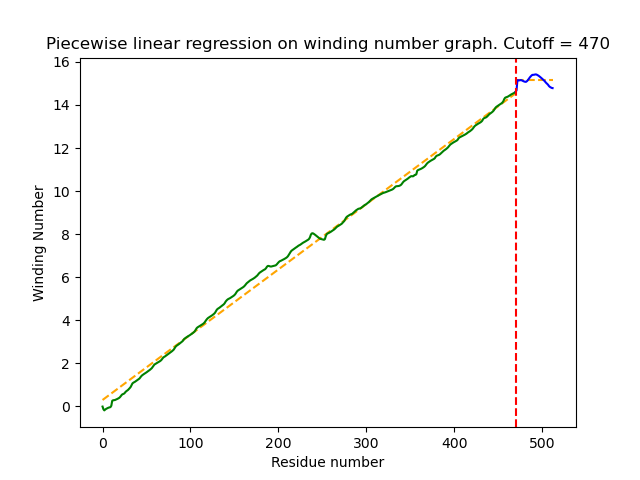 Piecewise linear regression on winding number graph. Cutoff = 470
16
14
12
10
8
6
4
2
0
Winding Number
0 100 200 300 400 500
Residue number